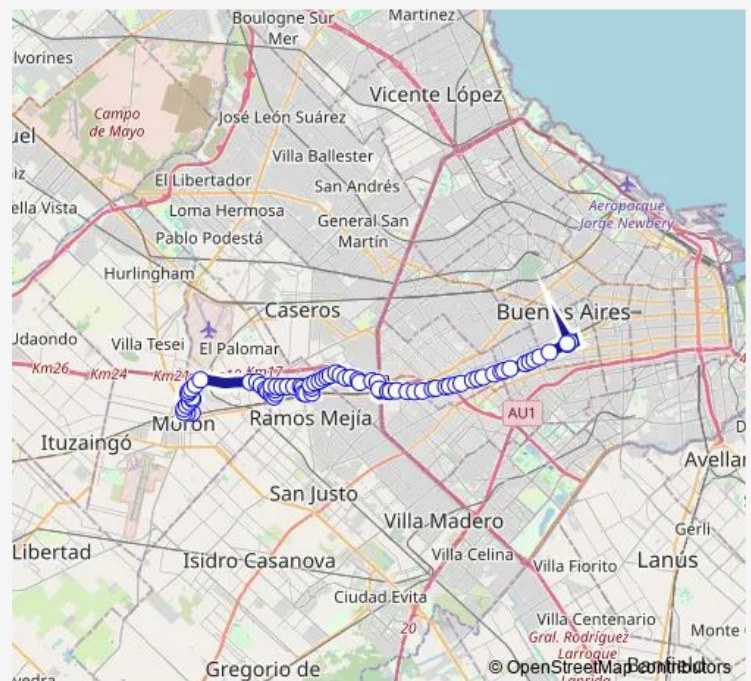 Boulogne Sur
Mer
Martinez
lvorines
Vicente López
Campo
de Mayo
José León Suárez
uel
Villa Ballester
iz
El Libertador
San Andrés
ella Vista
Loma Hermosa
Aeroparque
Jorge Newbery
General San
Martín
Pablo Podestá
Hurlingham
Caseros
Buenos Aires
Udaondo
Villa Tesei
El Palomar
Km26
Km24
Km21
Km17
Morón
Ramos Mejía
AU1
Ituzaingó
Avellan
San Justo
Villa Madero
Gerli
Libertad
Isidro Casanova
Villa Celina
Villa Fiorito
Lanús
Ciudad Evita
20
Villa Centenario
Monte
Gral. Rodríguez
Larroque
Gregorio de
© OpenStreetMap contributors